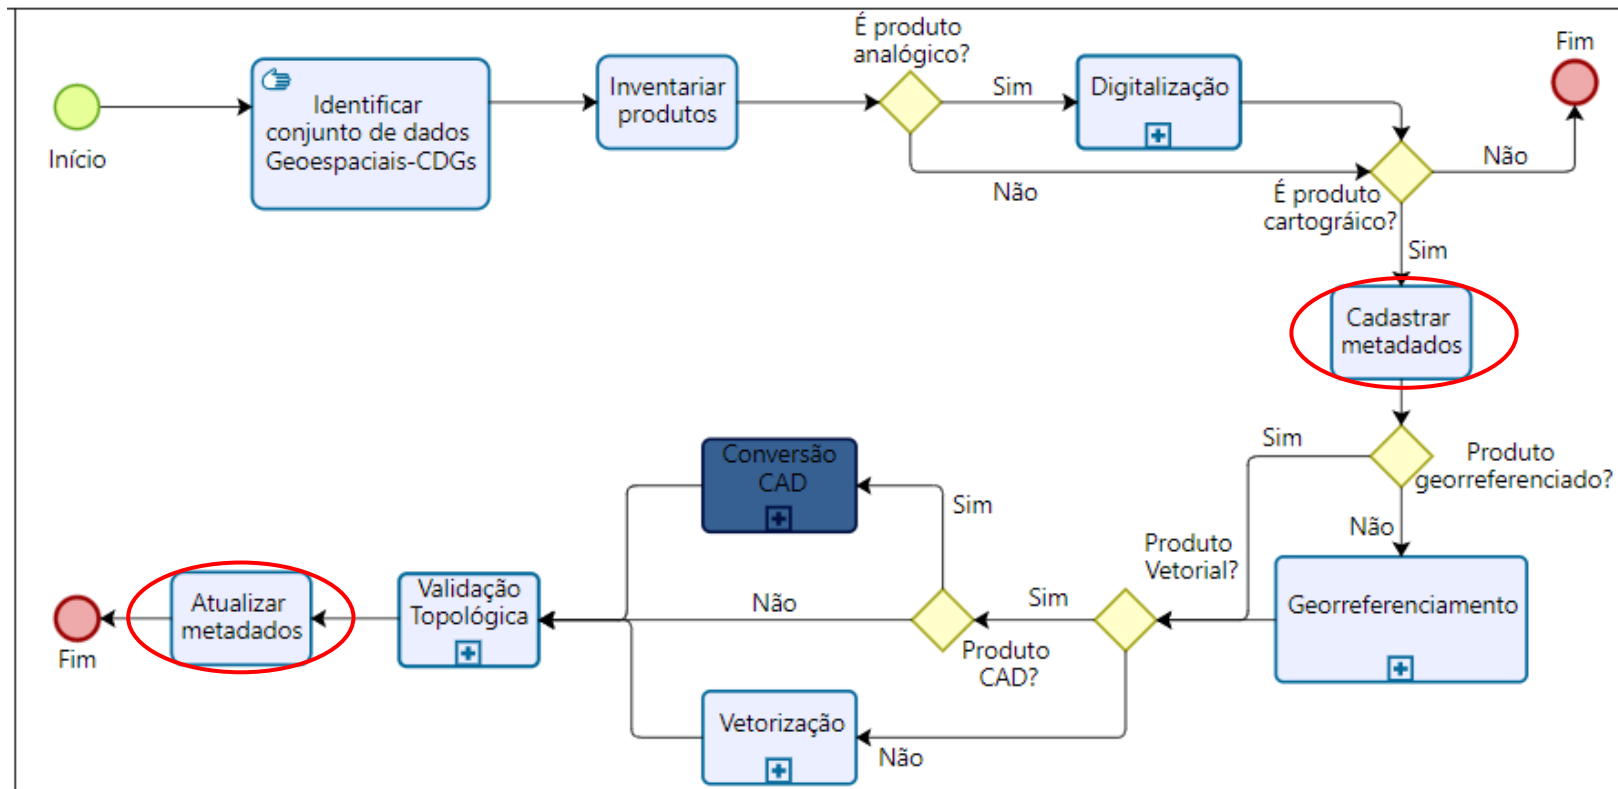 É produto
analógico?
Fim
Sim
Digitalização
Inventariar
produtos
Identificar
conjunto de dados
Geoespaciais-CDGs
Início
Não
Não
É produto
cartográico?
Sim
Cadastrar
metadados
Sim
Produto
georreferenciado?
Não
Georreferenciamento
Produto
Vetorial?
Sim
Não
Produto
CAD?
Sim
Não
Conversão
CAD
Vetorização
Validação
Topológica
Atualizar
metadados
Fim